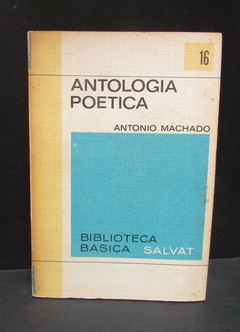 16
ANTOLOGIA
POETICA
ANTONIO MACHADO
BIBLIOTECA
BASICA SALVAT